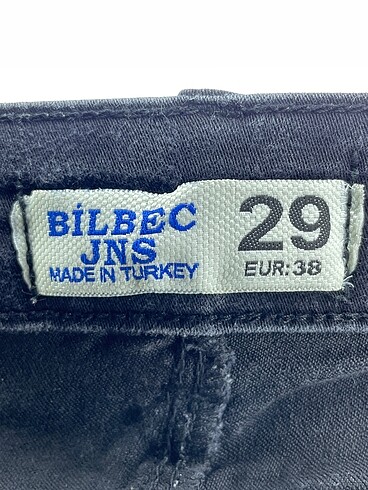 BİLBEC
JNS
MADE IN TURKEY
29
EUR:38